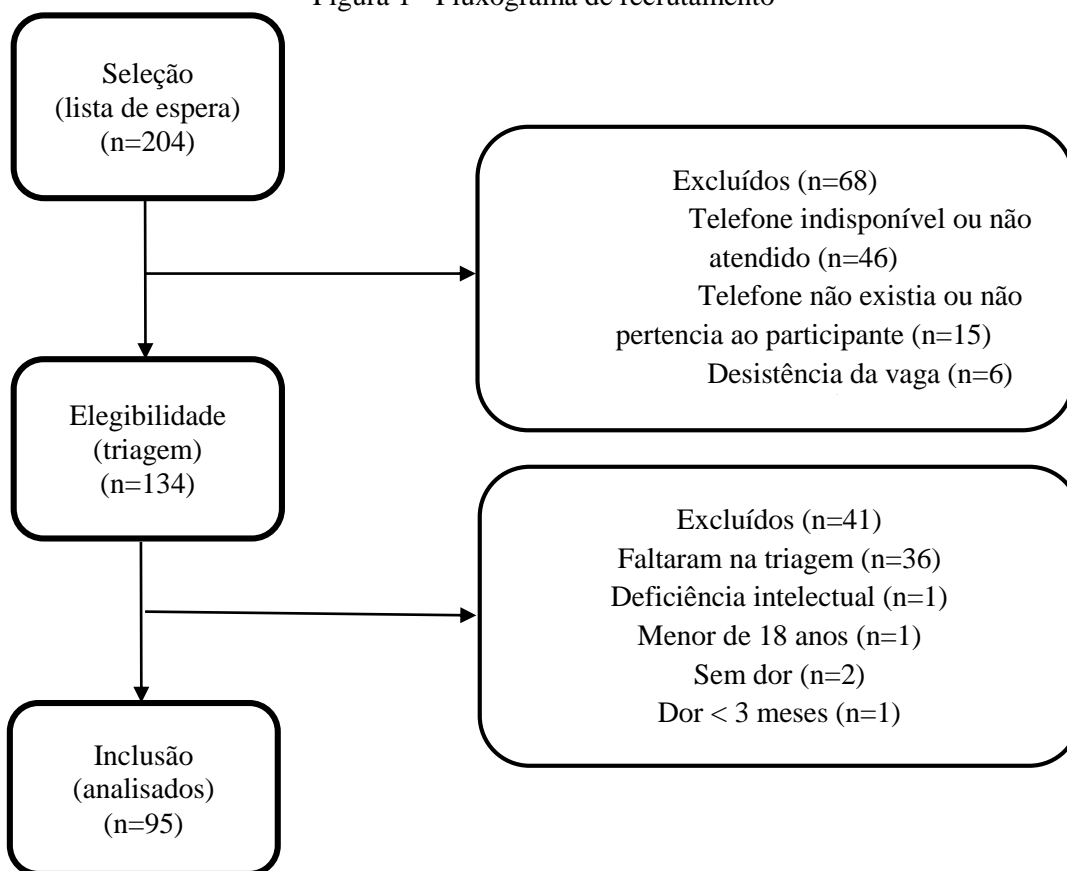 Figura 1 - Fluxograma de recrutamento
Seleção
(lista de espera)
(n=204)
Excluídos (n=68)
Telefone indisponível ou não
atendido (n=46)
Telefone não existia ou não
pertencia ao participante (n=15)
Desistência da vaga (n=6)
Elegibilidade
(triagem)
(n=134)
Excluídos (n=41)
Faltaram na triagem (n=36)
Deficiência intelectual (n=1)
Menor de 18 anos (n=1)
Sem dor (n=2)
Dor < 3 meses (n=1)
Inclusão
(analisados)
(n=95)